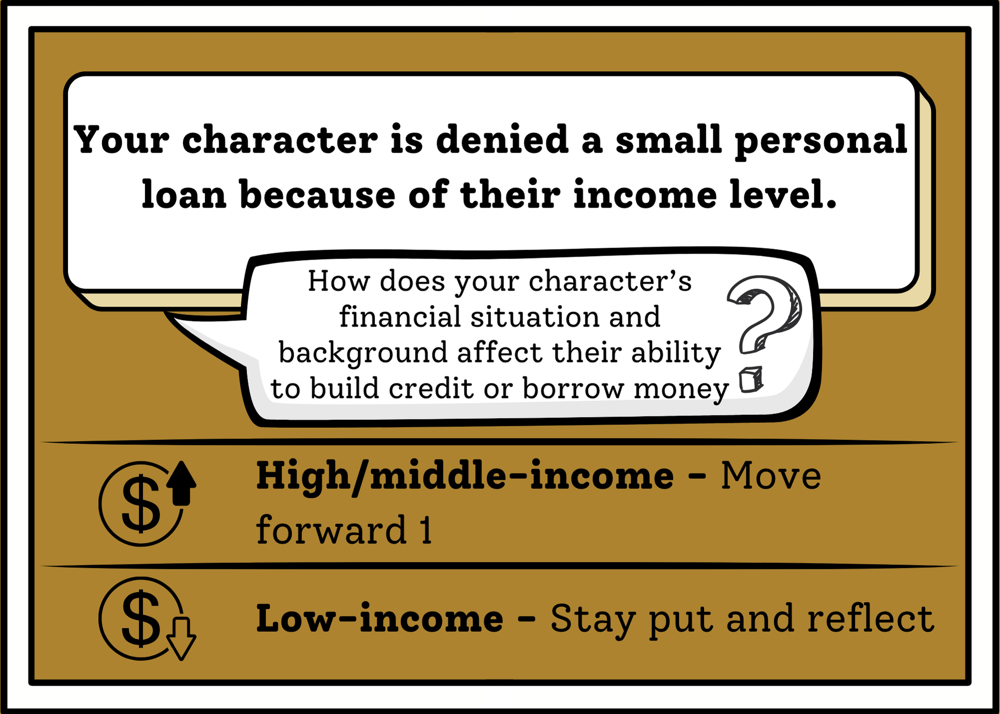 Your character is denied a small personal
loan because of their income level.
How does your character’s
financial situation and
background affect their ability
to build credit or borrow money
?
$
High/middle-income - Move
forward 1
$
Low-income - Stay put and reflect